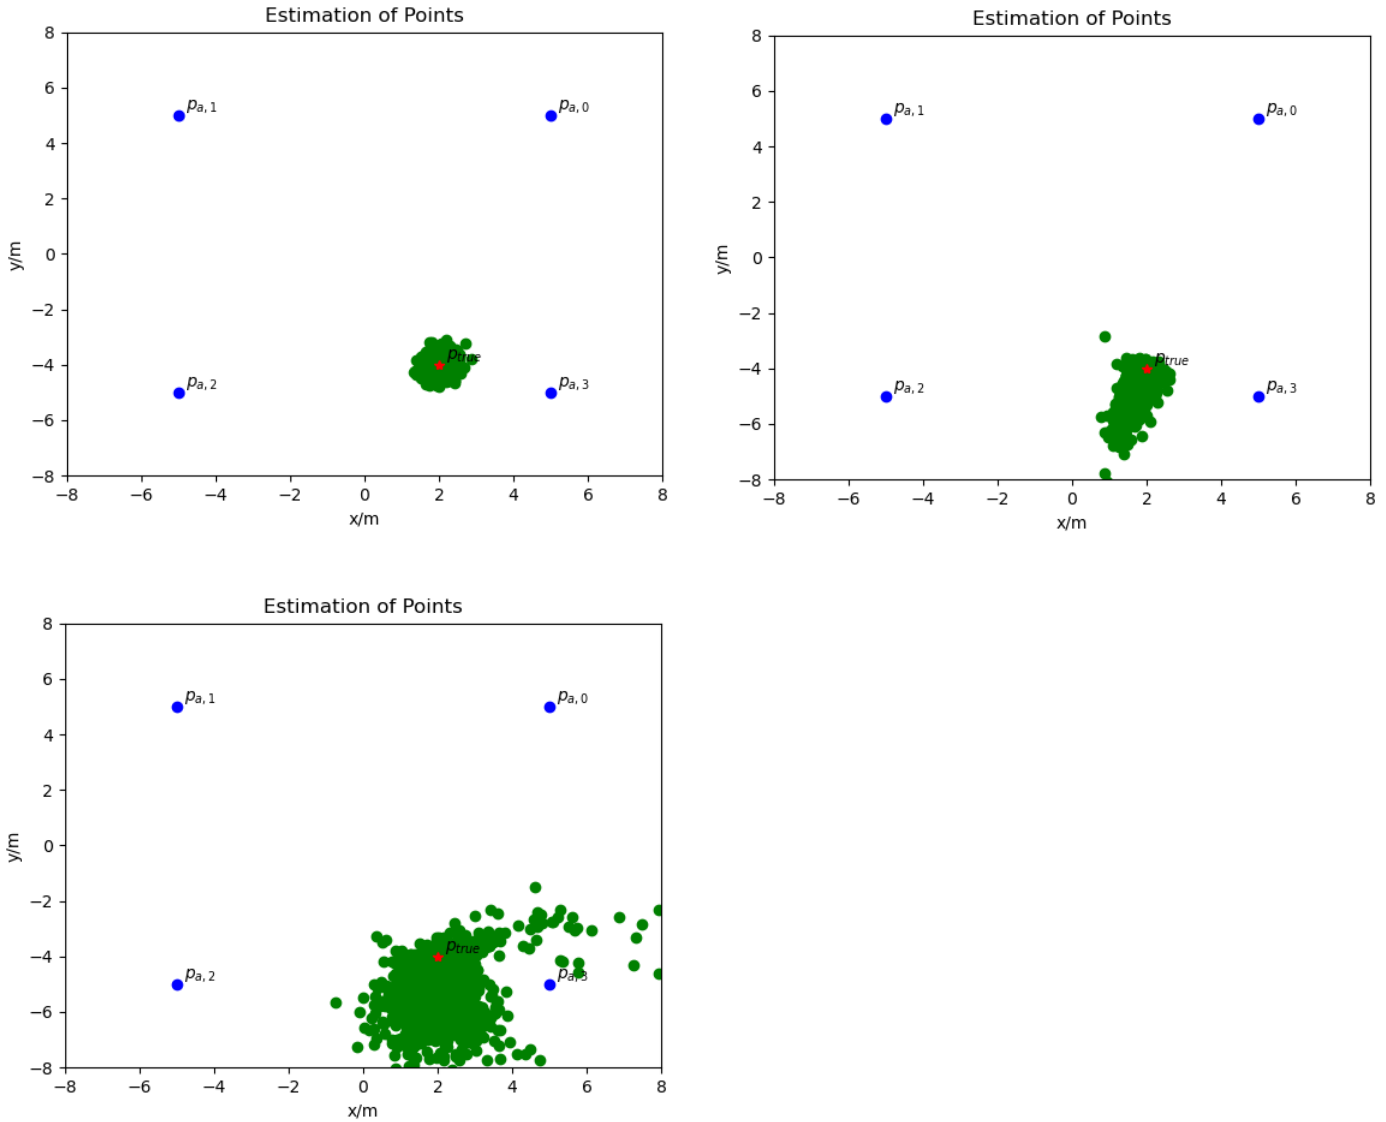 Estimation of Points
8
6
4
2
0
−2
−4
−6
−8
y/m
p_{a,1}
p_{a,0}
p_{true}
p_{a,2}
p_{a,3}
−8 −6 −4 −2 0 2 4 6 8
x/m
Estimation of Points
8
6
4
2
0
−2
−4
−6
−8
y/m
p_{a,1}
p_{a,0}
p_{true}
p_{a,2}
p_{a,3}
−8 −6 −4 −2 0 2 4 6 8
x/m
Estimation of Points
8
6
4
2
0
−2
−4
−6
−8
y/m
p_{a,1}
p_{a,0}
p_{true}
p_{a,2}
p_{a,3}
−8 −6 −4 −2 0 2 4 6 8
x/m